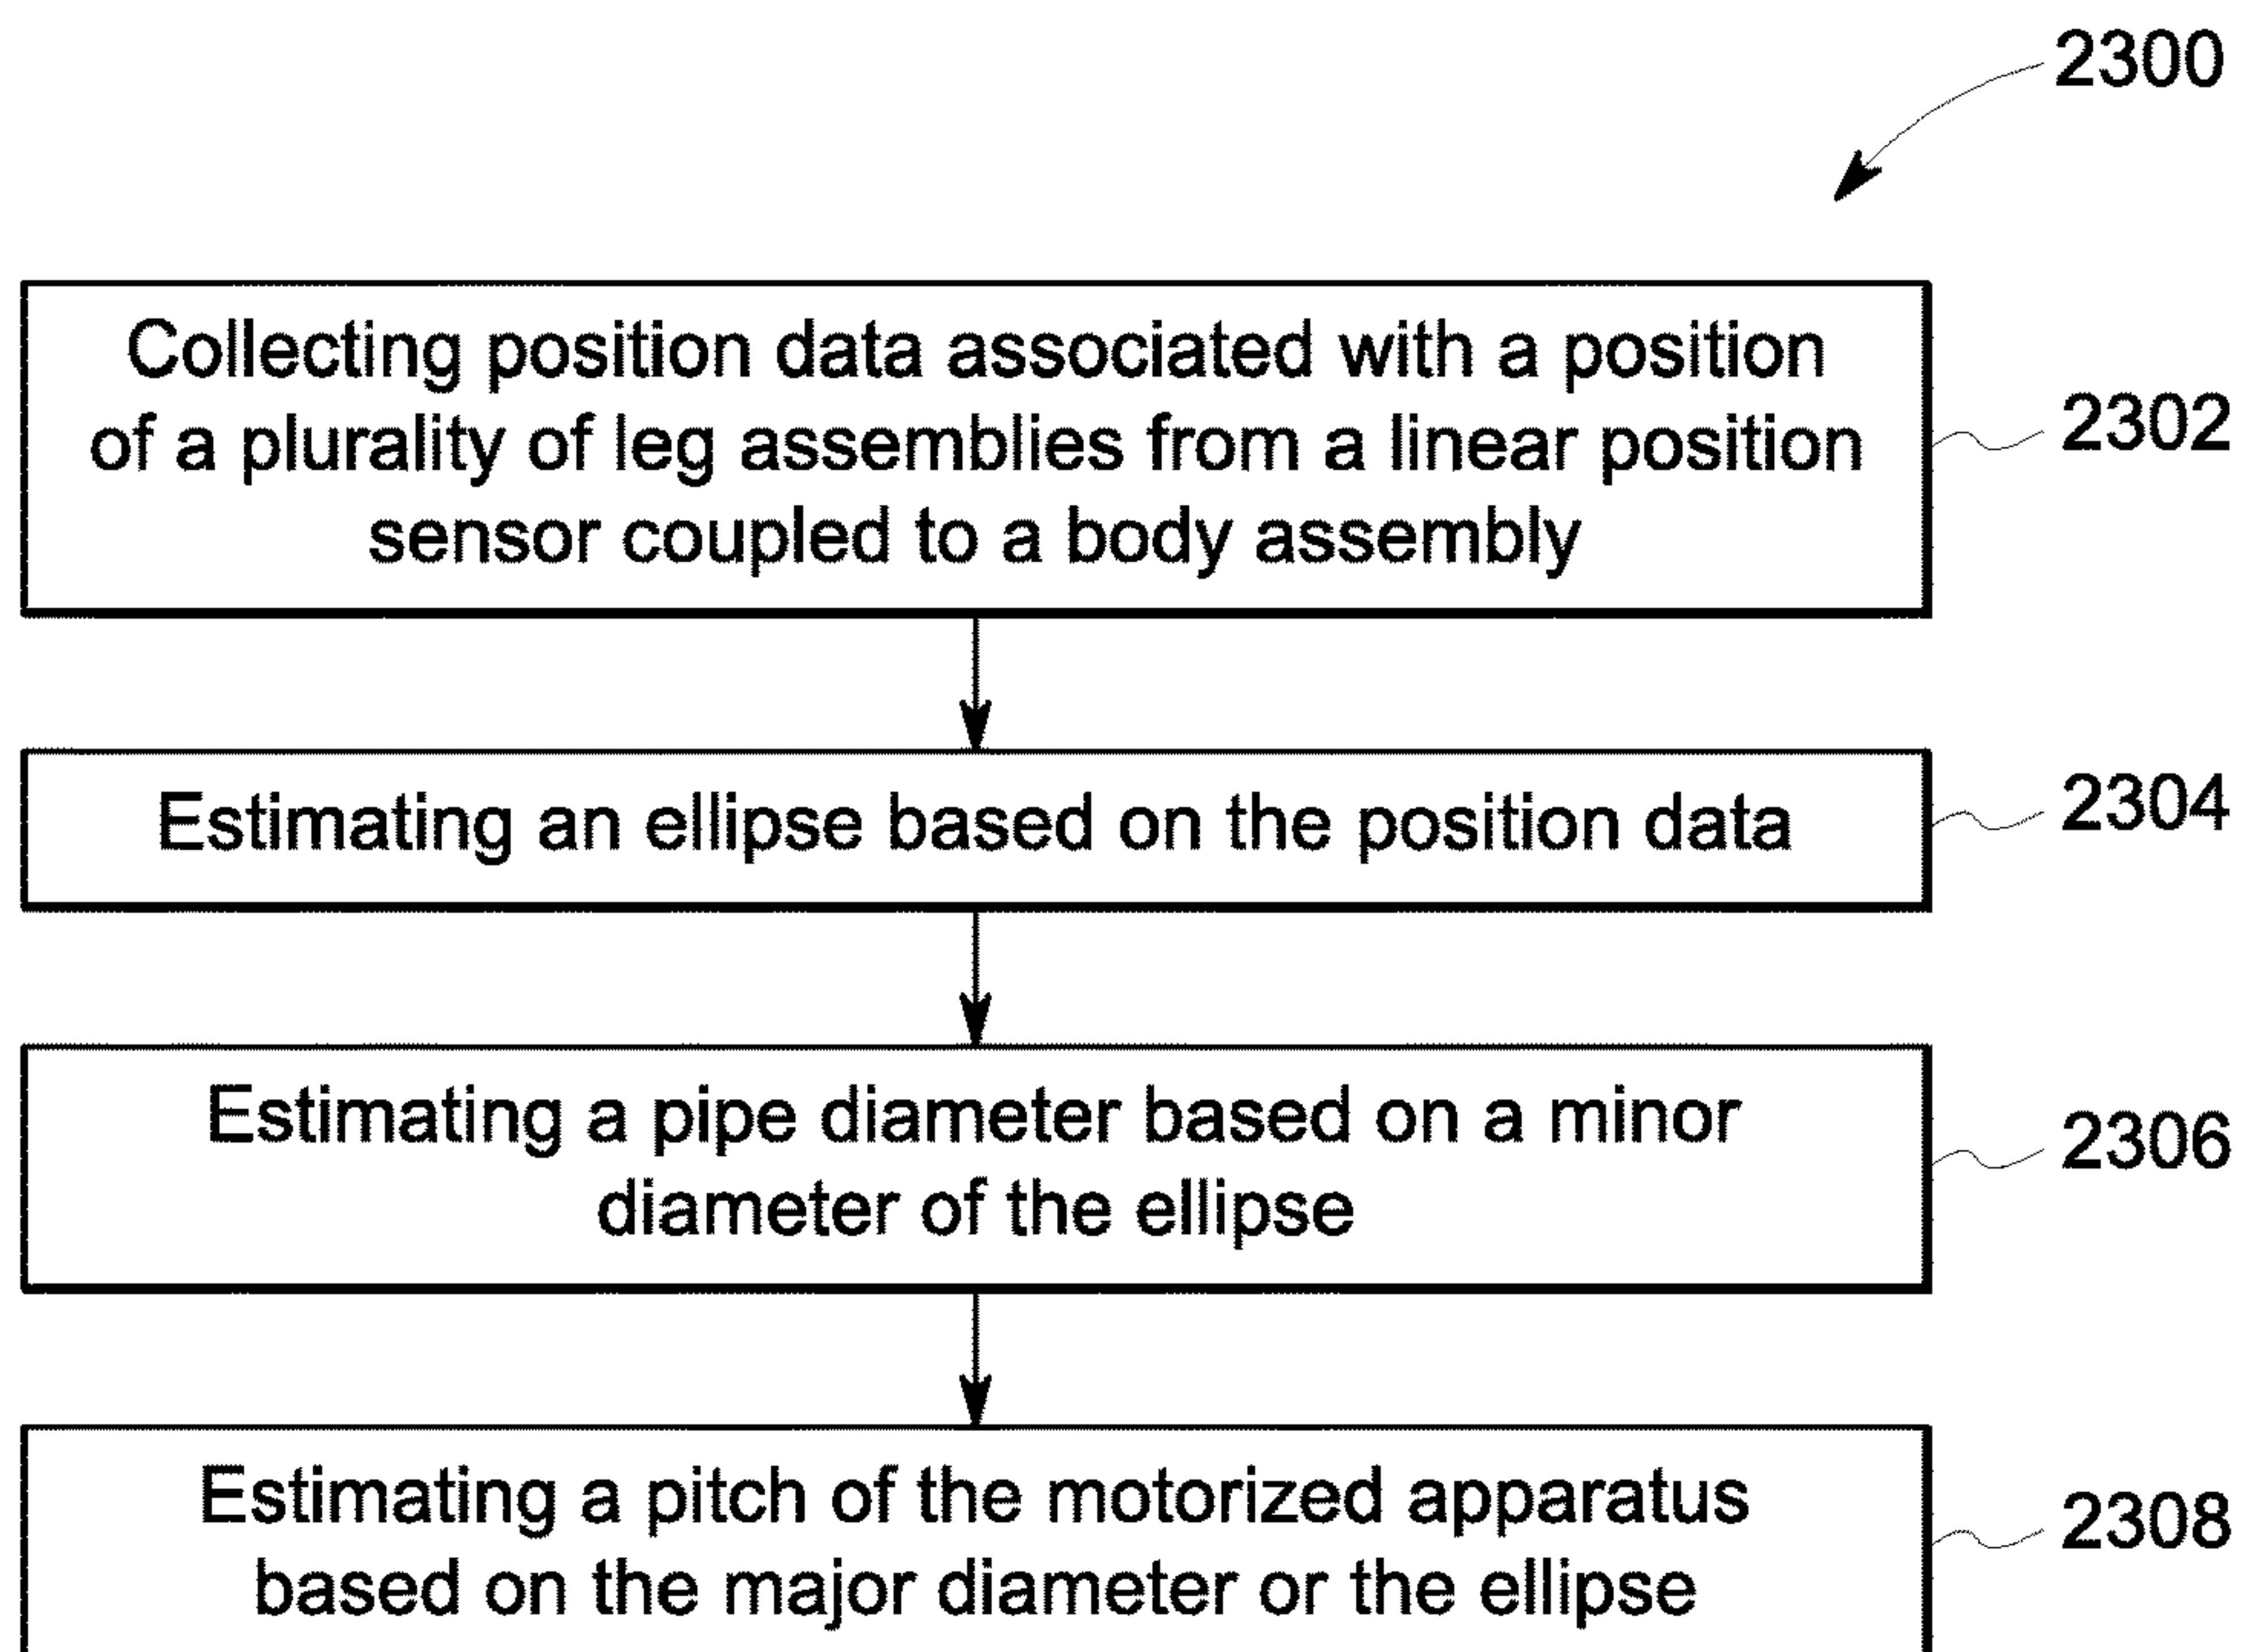 2300
Collecting position data associated with a position
of a plurality of leg assemblies from a linear position
sensor coupled to a body assembly
2302
Estimating an ellipse based on the position data
2304
Estimating a pipe diameter based on a minor
diameter of the ellipse
2306
Estimating a pitch of the motorized apparatus
based on the major diameter or the ellipse
2308